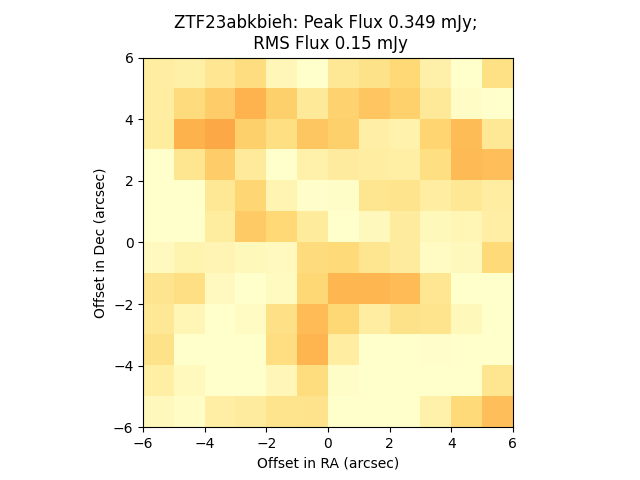 ZTF23abkbieh: Peak Flux 0.349 mJy;
RMS Flux 0.15 mJy
6
4
2
0
−2
−4
−6
Offset in Dec (arcsec)
−6 −4 −2 0 2 4 6
Offset in RA (arcsec)